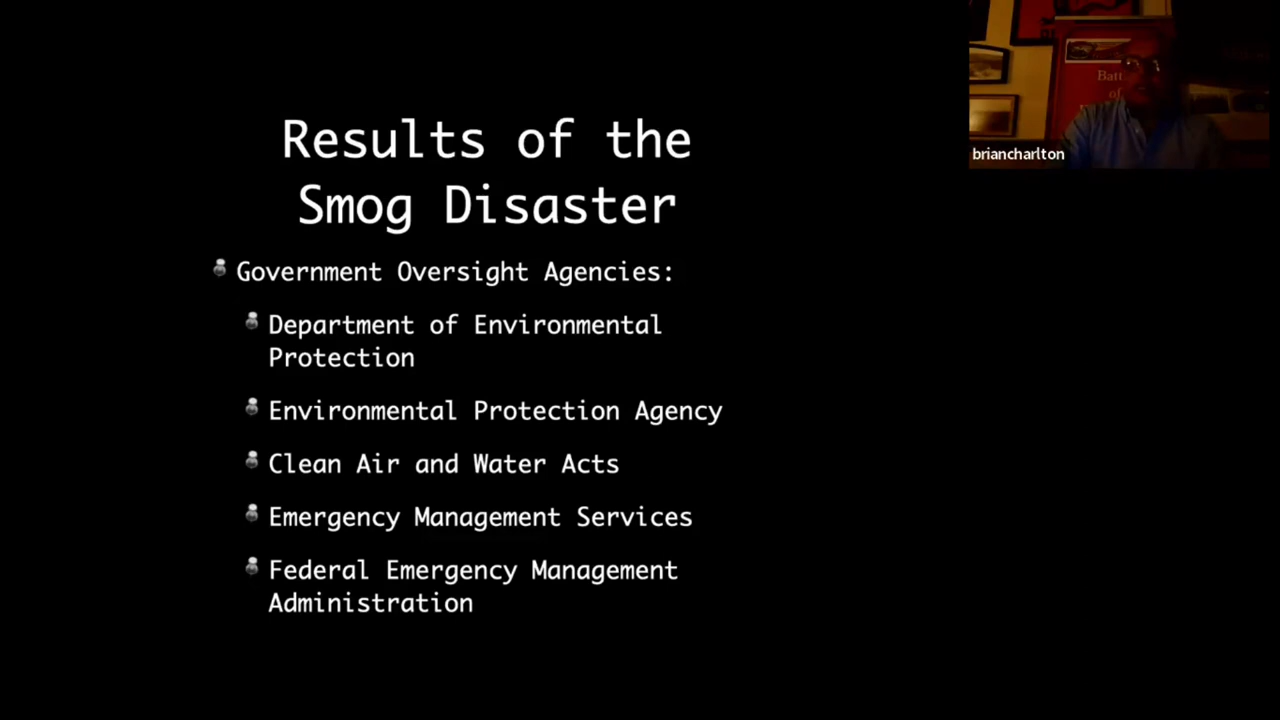 Results of the
Smog Disaster
Government Oversight Agencies:
Department of Environmental
Protection
Environmental Protection Agency
Clean Air and Water Acts
Emergency Management Services
Federal Emergency Management
Administration
of
briancharlton